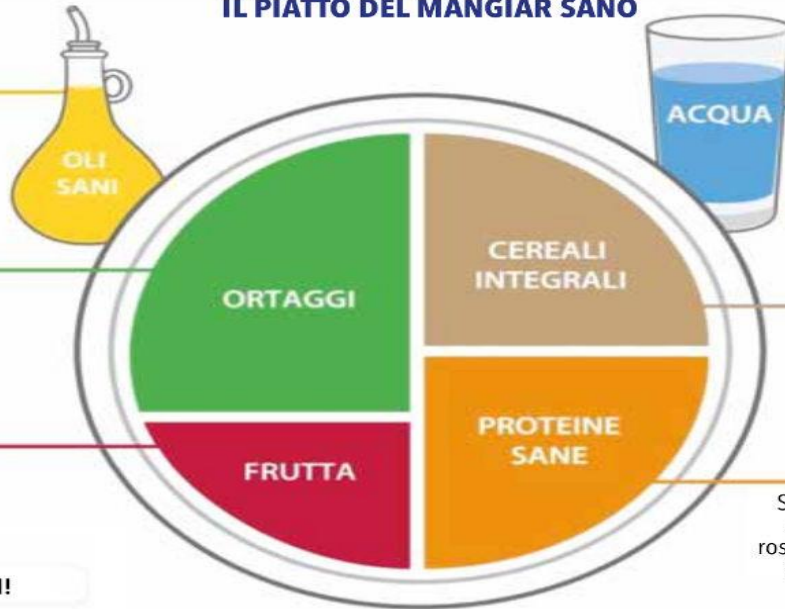 IL PIATTO DEL MANGIAR SANO
OLI
SANI
ACQUA
ORTAGGI
CEREALI
INTEGRALI
FRUTTA
PROTEINE
SANE